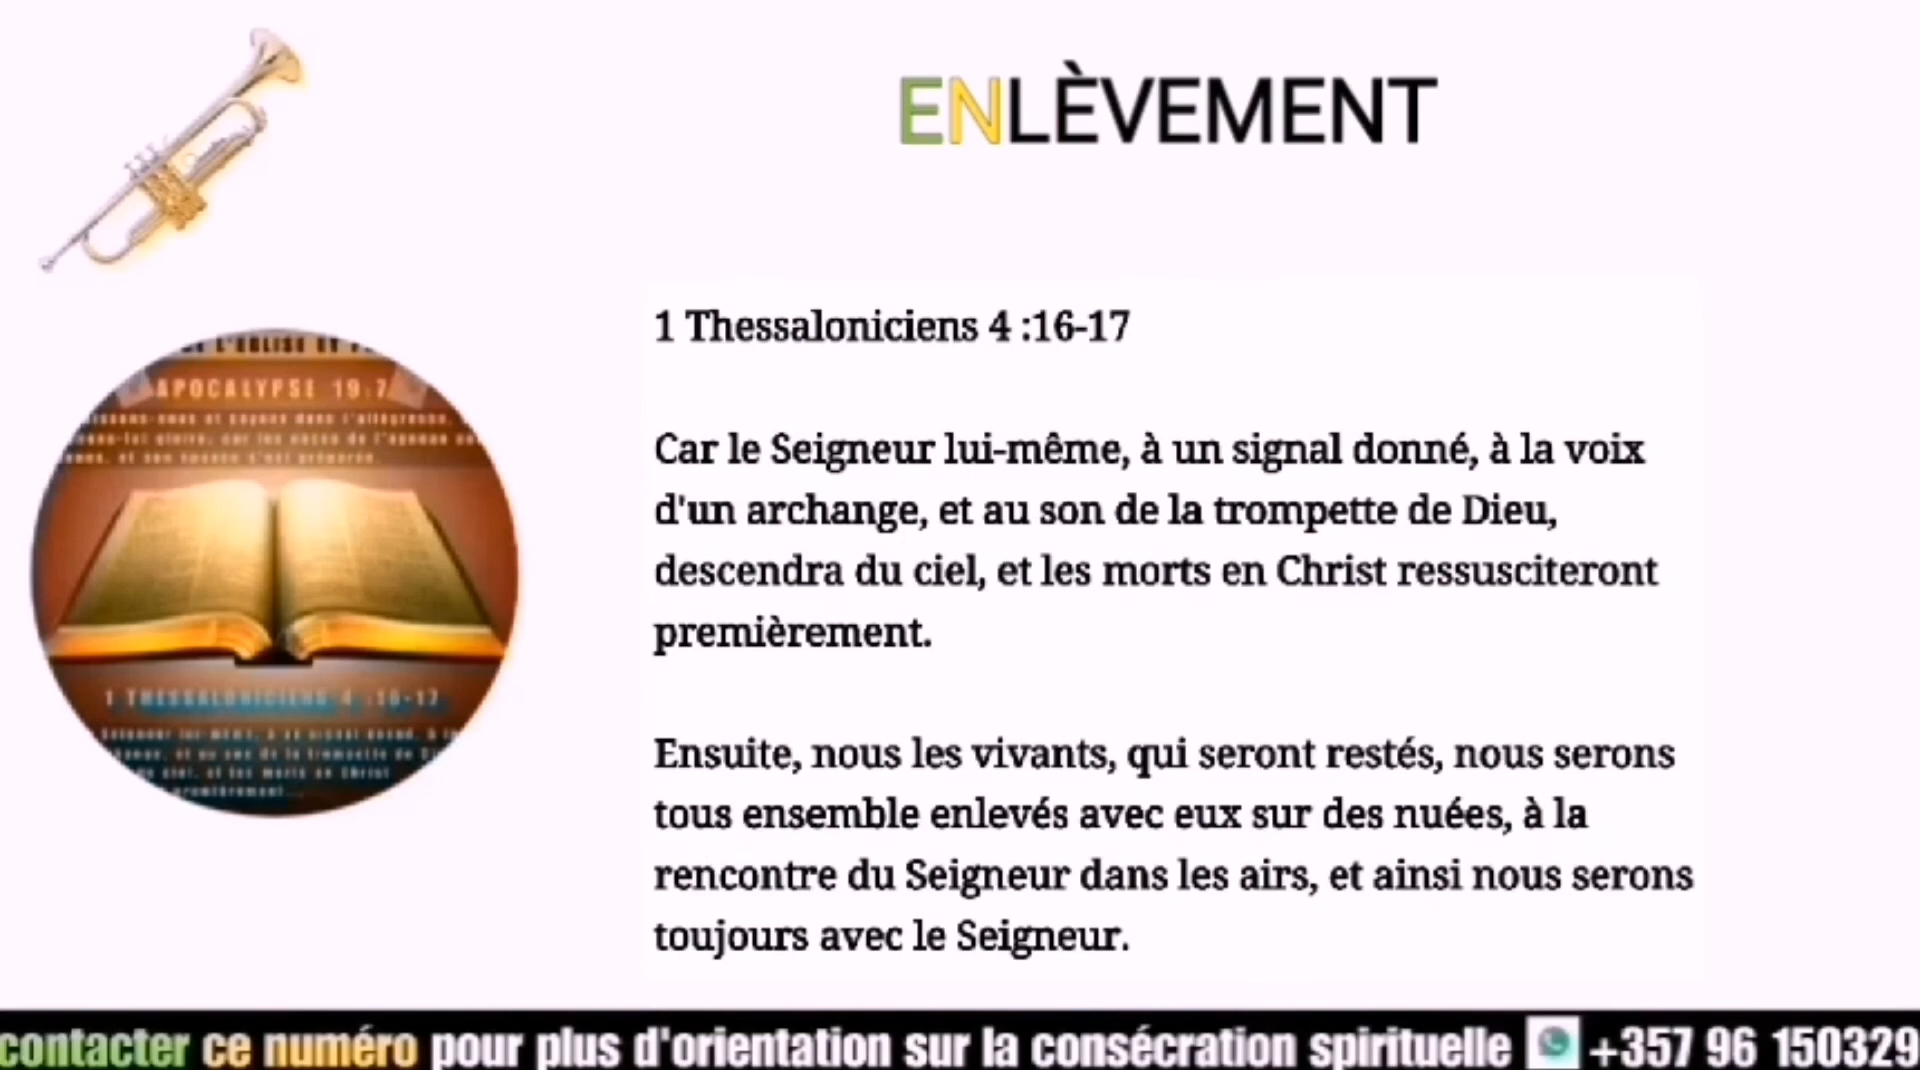 ENLÈVEMENT
1 Thessaloniciens 4 :16-17
Car le Seigneur lui-même, à un signal donné, à la voix
d'un archange, et au son de la trompette de Dieu,
descendra du ciel, et les morts en Christ ressusciteront
premièrement.
Ensuite, nous les vivants, qui seront restés, nous serons
tous ensemble enlevés avec eux sur des nuées, à la
rencontre du Seigneur dans les airs, et ainsi nous serons
toujours avec le Seigneur.
L'EGLISE
APOCALYPSE 19:7
1 THESSALONICIENS 4 :16-17
contacter ce numéro pour plus d'orientation sur la consécration spirituelle +357 96 150329